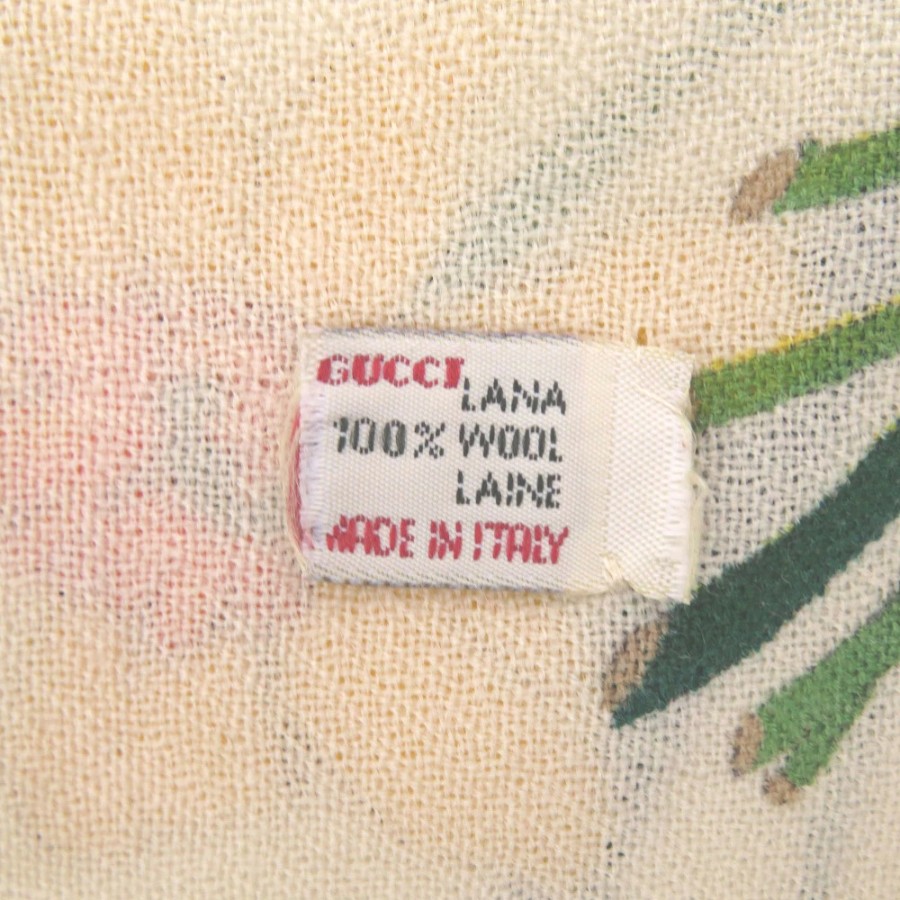 GUCCI
LANA
100% WOOL
LAINE
MADE IN ITALY